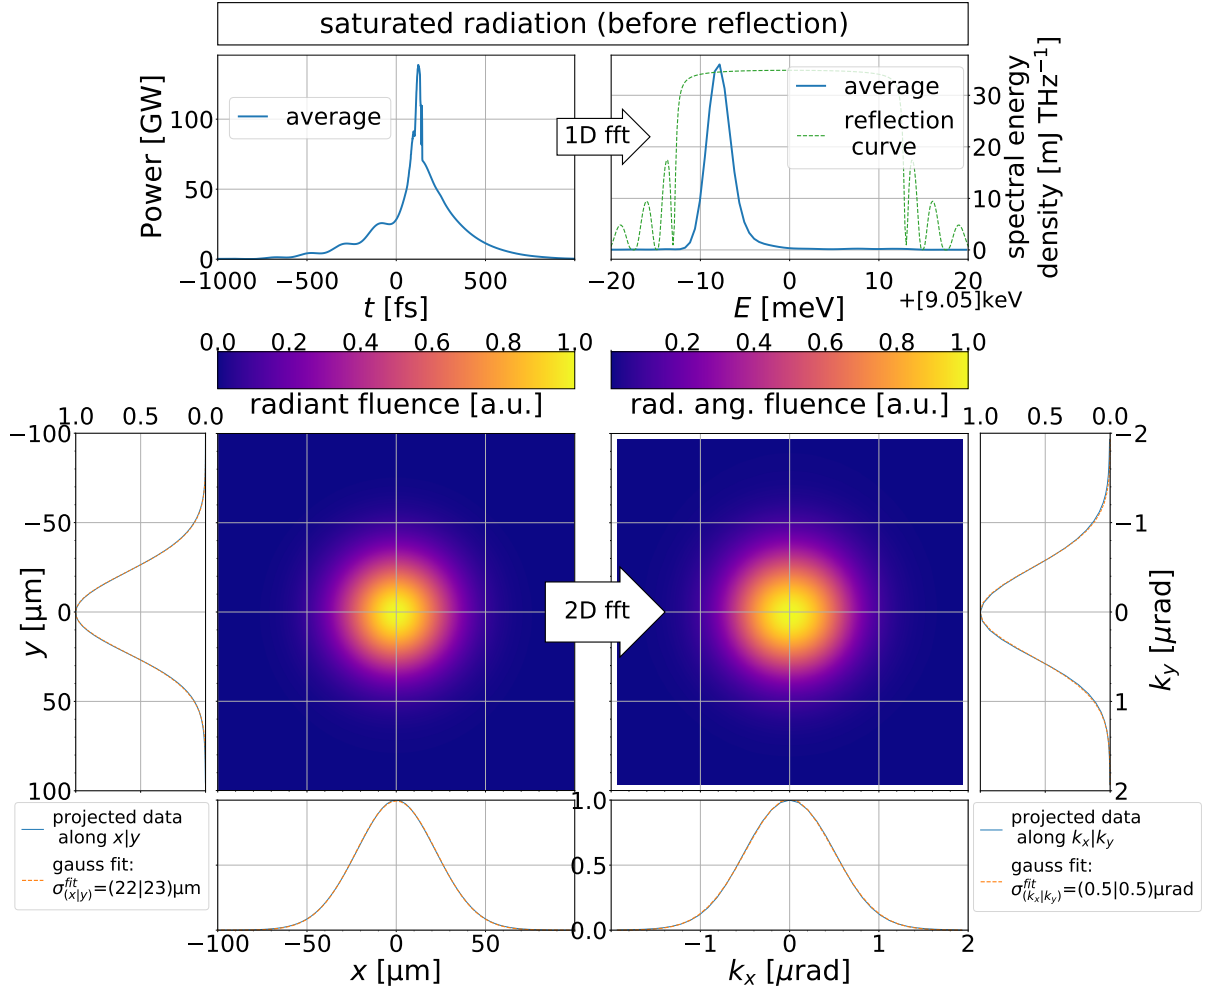 saturated radiation (before reflection)
Power [GW]
100
50
0
average
−1000 −500 0 500
t [fs]
1D fft
average
reflection
curve
30
20
10
0
spectral energy
density [mJ THz⁻¹]
−20 −10 0 10 20
E [meV]
+[9.05]keV
0.0 0.2 0.4 0.6 0.8 1.0
radiant fluence [a.u.]
0.2 0.4 0.6 0.8 1.0
rad. ang. fluence [a.u.]
1.0 0.5 0.0
1.0 0.5 0.0
y [μm]
−100
−50
0
50
100
2D fft
−2
−1
0
1
2
k_y [μrad]
projected data
along x|y
gauss fit:
σ^{fit}_{(x|y)}=(22|23)μm
1.0
0.5
0.0
−100 −50 0 50
x [μm]
−1 0 1 2
k_x [μrad]
projected data
along k_x|k_y
gauss fit:
σ^{fit}_{(k_x|k_y)}=(0.5|0.5)μrad